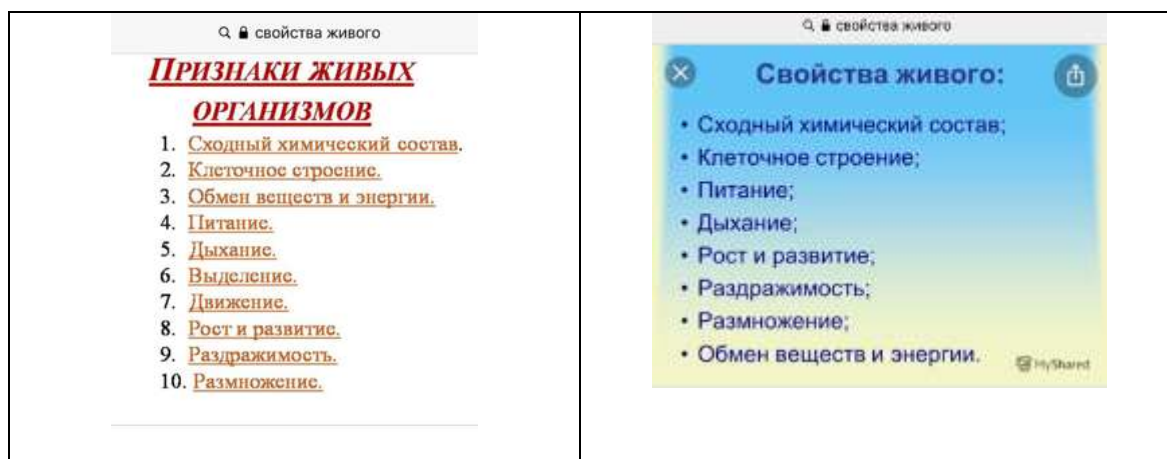 свойства живого
ПРИЗНАКИ ЖИВЫХ
ОРГАНИЗМОВ
1. Сходный химический состав.
2. Клеточное строение.
3. Обмен веществ и энергии.
4. Питание.
5. Дыхание.
6. Выделение.
7. Движение.
8. Рост и развитие.
9. Раздражимость.
10. Размножение.
свойства живого
Свойства живого:
• Сходный химический состав;
• Клеточное строение;
• Питание;
• Дыхание;
• Рост и развитие;
• Раздражимость;
• Размножение;
• Обмен веществ и энергии.
MyShared